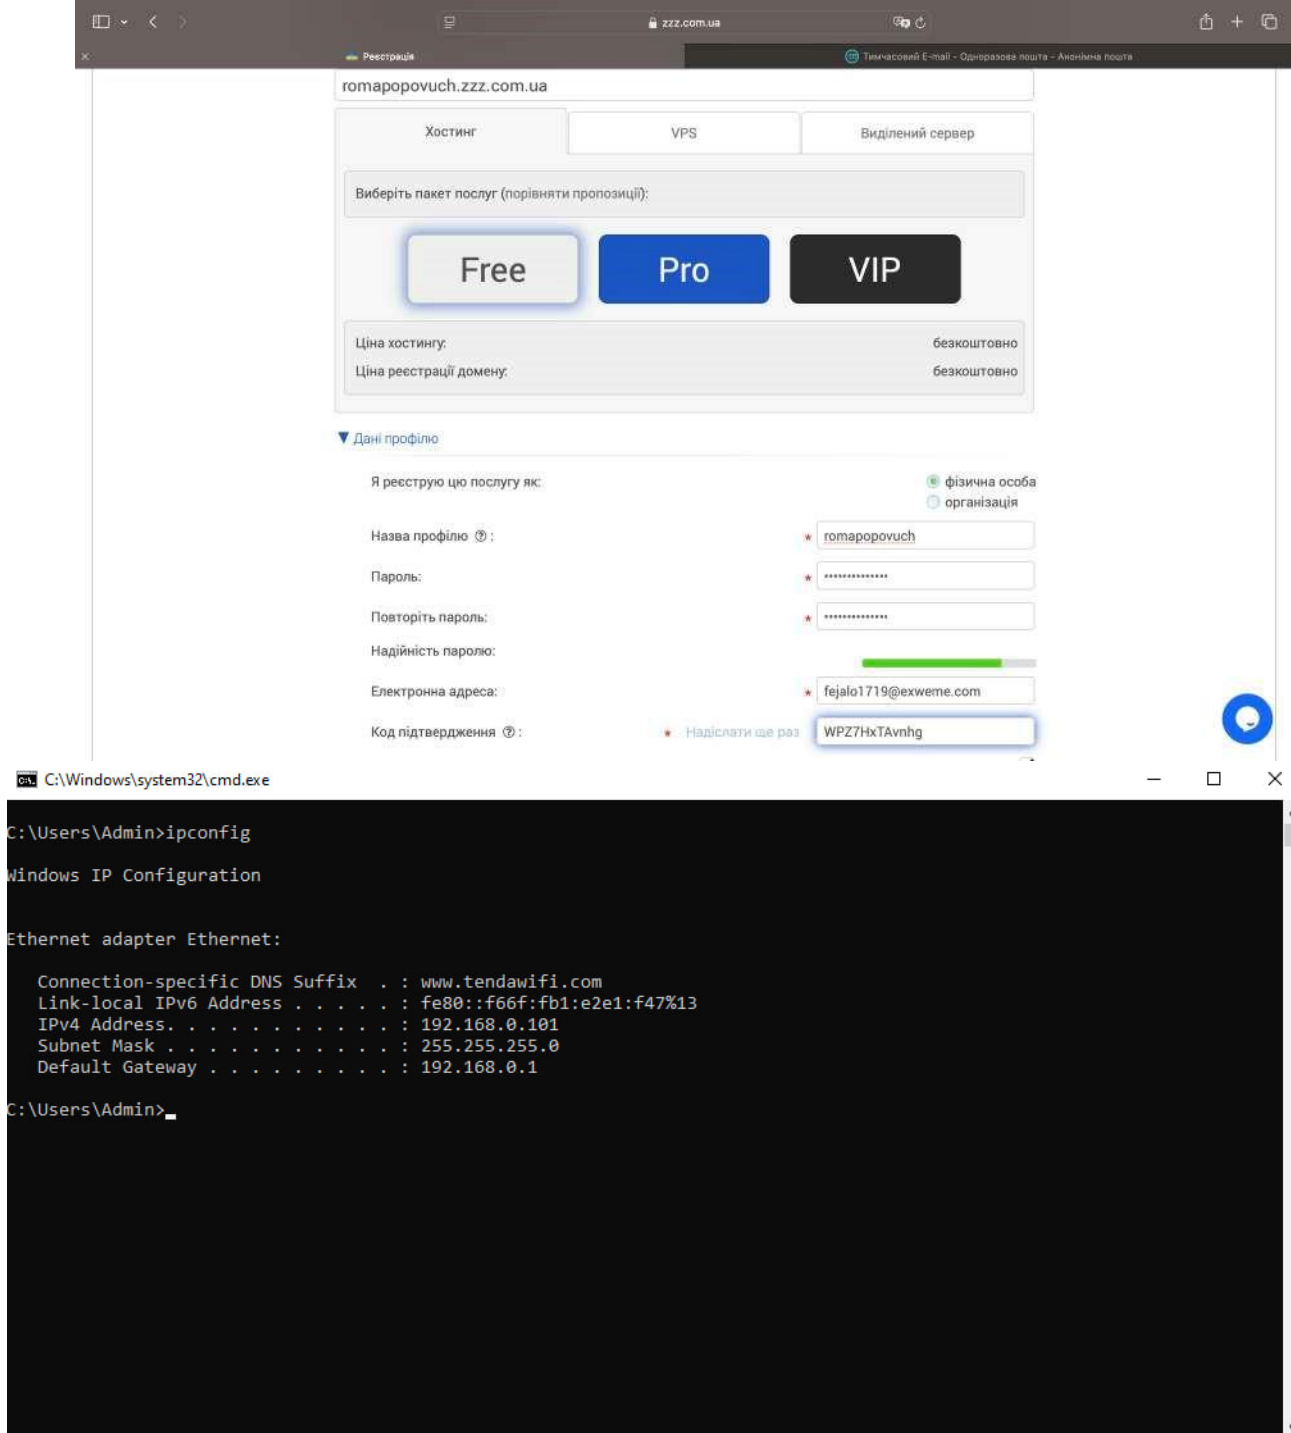 zzz.com.ua
Реєстрація
Тимчасовий E-mail - Одноразова пошта - Анонімна пошта
romapopovuch.zzz.com.ua
Хостинг VPS Виділений сервер
Виберіть пакет послуг (порівняти пропозиції):
Free Pro VIP
Ціна хостингу: безкоштовно
Ціна реєстрації домену: безкоштовно
▼ Дані профілю
Я реєструю цю послугу як: фізична особа
організація
Назва профілю ? : * romapopovuch
Пароль: * ••••••••••••••
Повторіть пароль: * ••••••••••••••
Надійність паролю:
Електронна адреса: * fejalo1719@exweme.com
Код підтвердження ? : * Надіслати ще раз WPZ7HxTAvnhg
C:\Windows\system32\cmd.exe
C:\Users\Admin>ipconfig
Windows IP Configuration
Ethernet adapter Ethernet:
Connection-specific DNS Suffix . : www.tendawifi.com
Link-local IPv6 Address . . . . . : fe80::f66f:fb1:e2e1:f47%13
IPv4 Address. . . . . . . . . . . : 192.168.0.101
Subnet Mask . . . . . . . . . . . : 255.255.255.0
Default Gateway . . . . . . . . . : 192.168.0.1
C:\Users\Admin>_